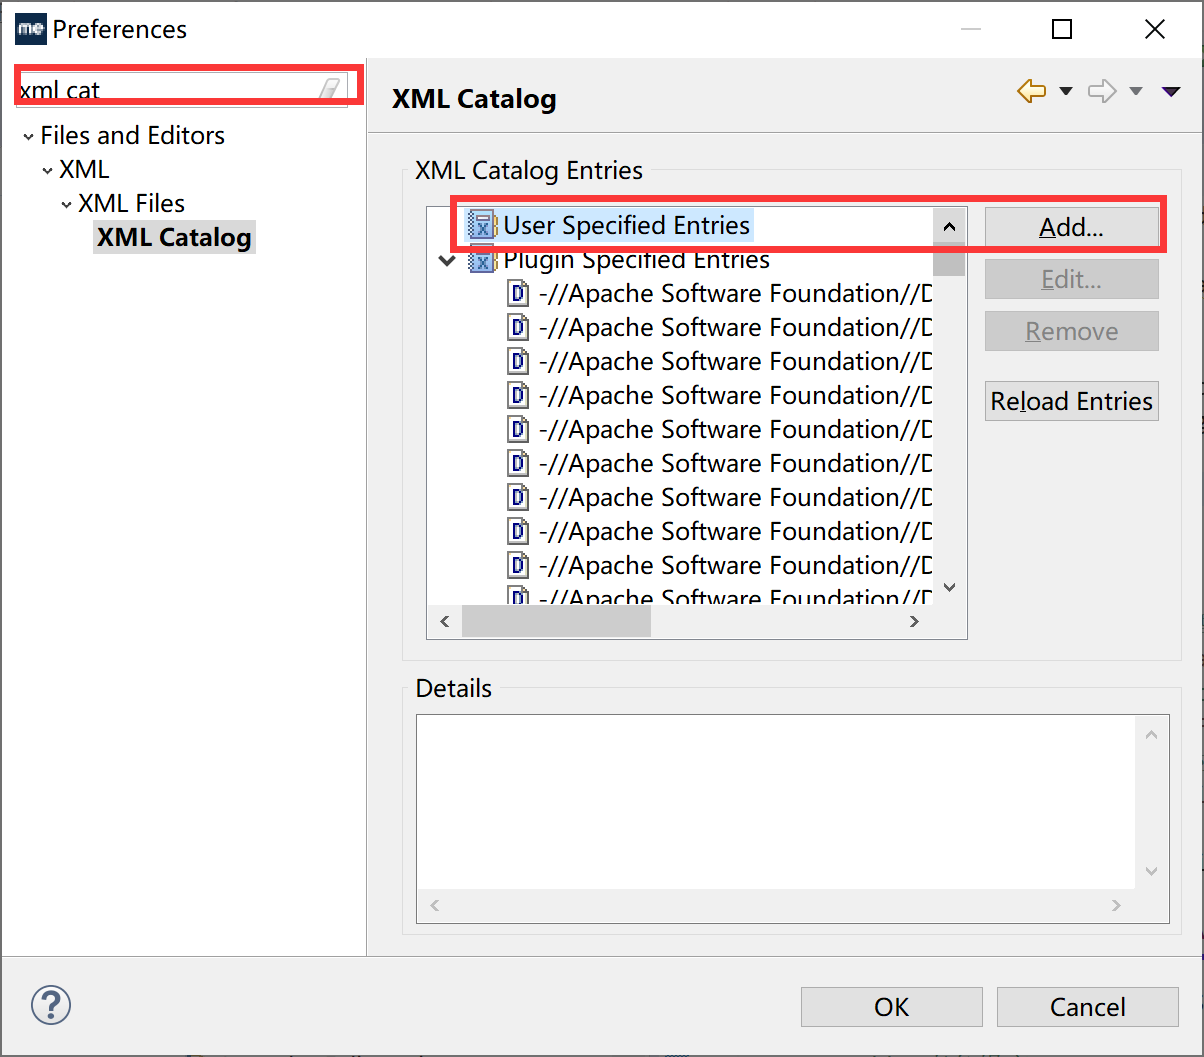 me Preferences
xml cat
Files and Editors
XML
XML Files
XML Catalog
XML Catalog
XML Catalog Entries
User Specified Entries
Plugin Specified Entries
-//Apache Software Foundation//D
-//Apache Software Foundation//D
-//Apache Software Foundation//D
-//Apache Software Foundation//D
-//Apache Software Foundation//D
-//Apache Software Foundation//D
-//Apache Software Foundation//D
-//Apache Software Foundation//D
-//Apache Software Foundation//D
-//Apache Software Foundation//D
Add...
Edit...
Remove
Reload Entries
Details
OK
Cancel